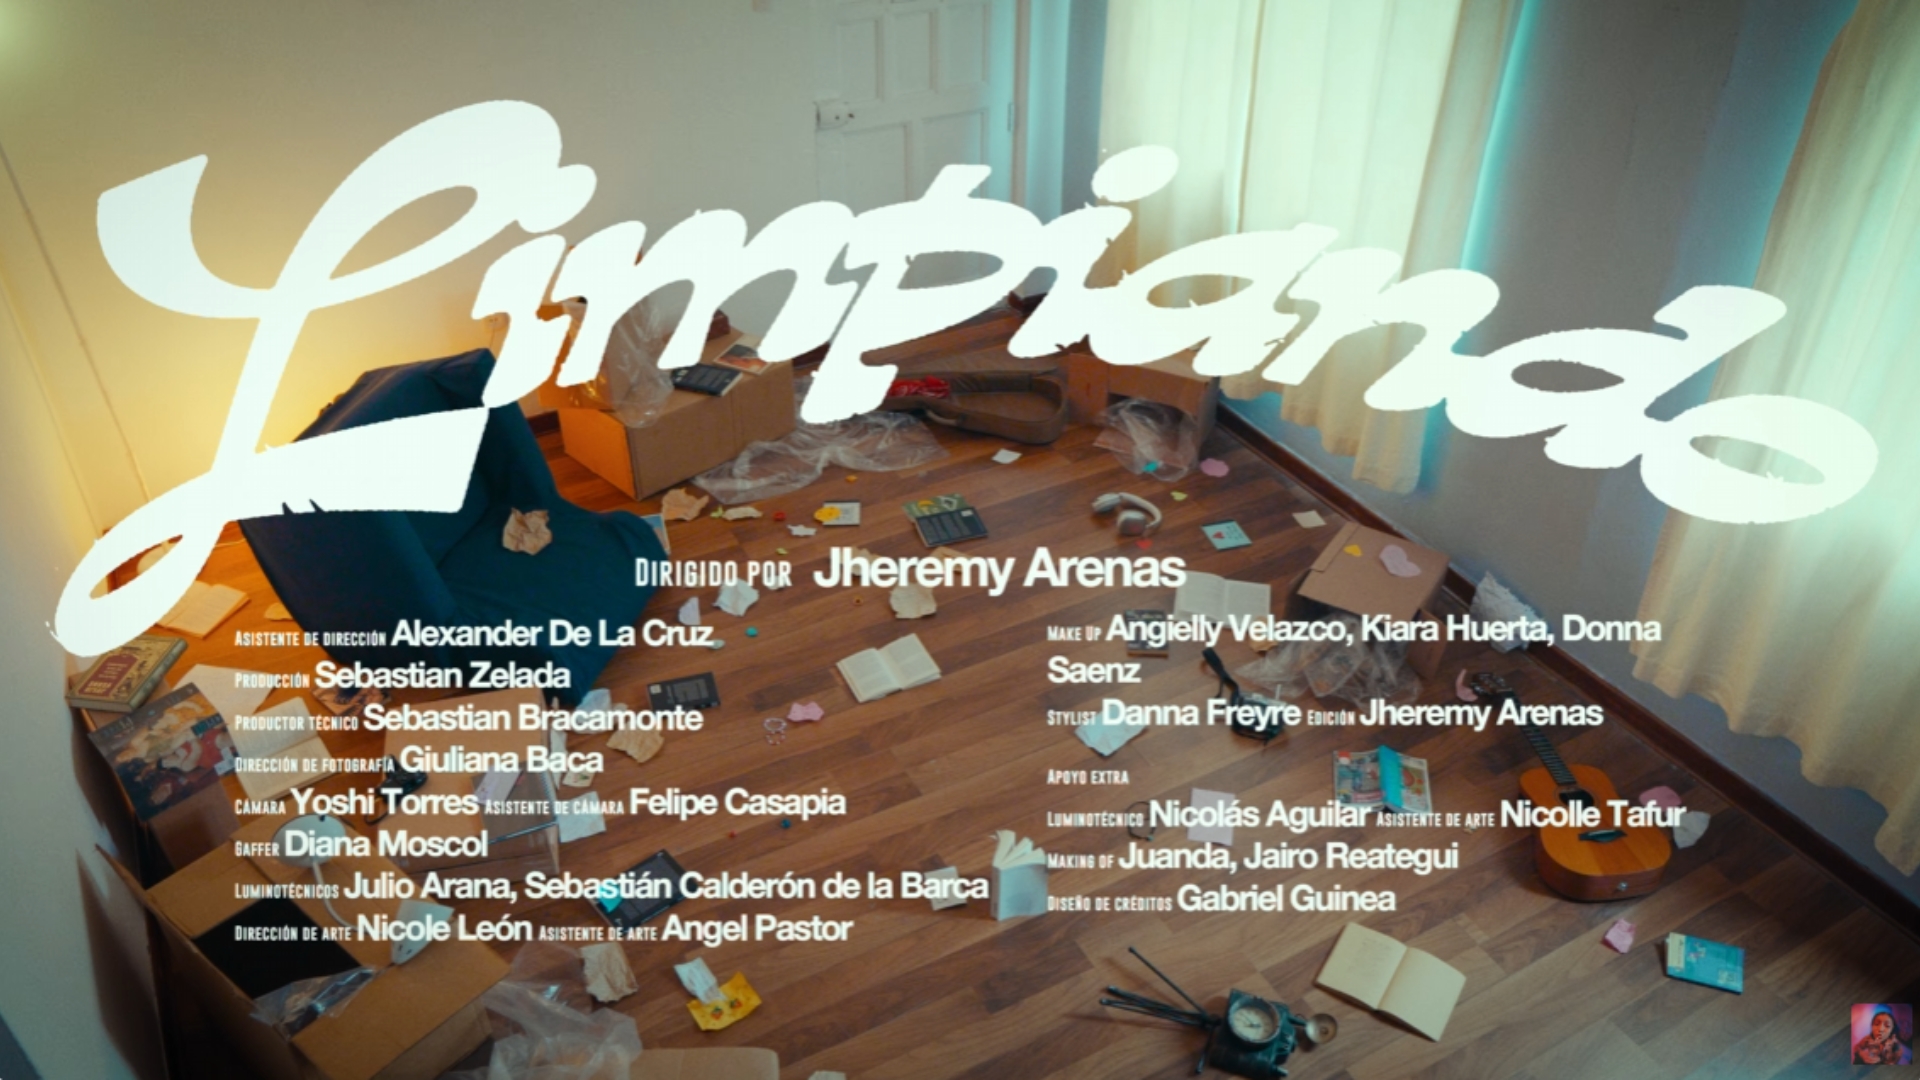 Limpiando
DIRIGIDO POR Jheremy Arenas
ASISTENTE DE DIRECCIÓN Alexander De La Cruz
PRODUCCIÓN Sebastian Zelada
PRODUCTOR TÉCNICO Sebastian Bracamonte
DIRECCIÓN DE FOTOGRAFÍA Giuliana Baca
CÁMARA Yoshi Torres ASISTENTE DE CÁMARA Felipe Casapia
GAFFER Diana Moscol
LUMINOTÉCNICOS Julio Arana, Sebastián Calderón de la Barca
DIRECCIÓN DE ARTE Nicole León ASISTENTE DE ARTE Angel Pastor
MAKE UP Angielly Velazco, Kiara Huerta, Donna
Saenz
STYLIST Danna Freyre EDICIÓN Jheremy Arenas
APOYO EXTRA
LUMINOTÉCNICO Nicolás Aguilar ASISTENTE DE ARTE Nicolle Tafur
MAKING OF Juanda, Jairo Reategui
DISEÑO DE CRÉDITOS Gabriel Guinea